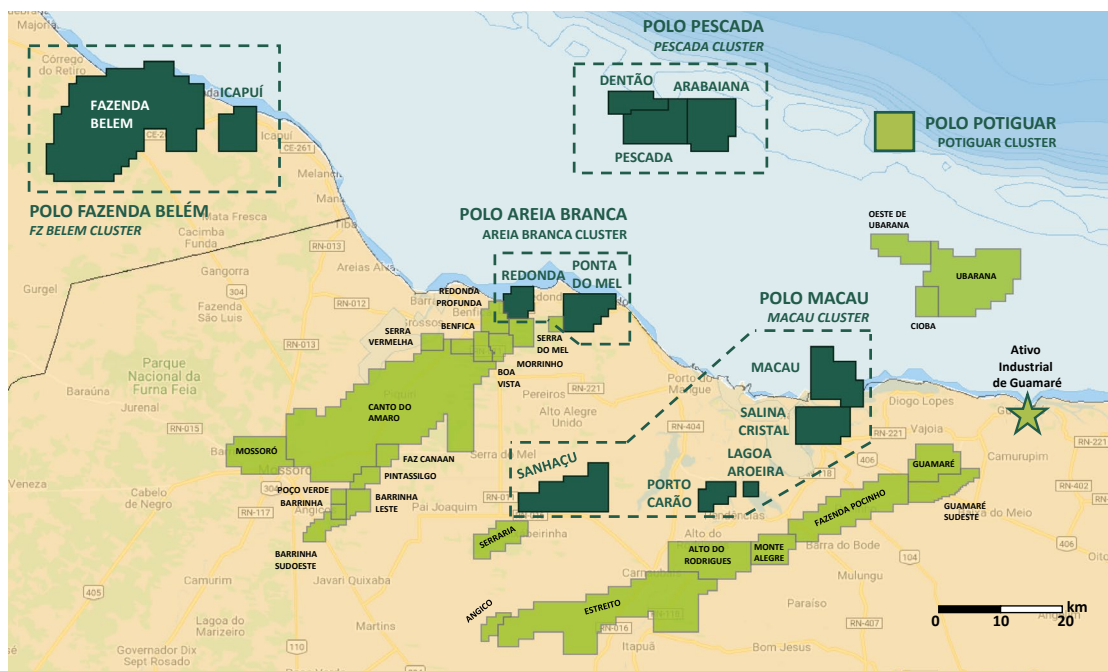 POLO PESCADA
PESCADA CLUSTER
DENTÃO
ARABAIANA
PESCADA
Córrego
do Retiro
FAZENDA
BELEM
ICAPUÍ
Icapuí
CE-261
POLO FAZENDA BELÉM
FZ BELEM CLUSTER
Mata Fresca
Cacimba
Funda
Tiba
RN-013
POLO POTIGUAR
POTIGUAR CLUSTER
POLO AREIA BRANCA
AREIA BRANCA CLUSTER
REDONDA
PONTA
DO MEL
OESTE DE
UBARANA
UBARANA
CIOBA
POLO MACAU
MACAU CLUSTER
Gangorra
Areias Alv
Gurgel
304
RN-012
Fazenda
São Luis
RN-013
REDONDA
PROFUNDA
Grossos
SERRA
VERMELHA
BENFICA
SERRA
DO MEL
MORRINHO
BOA
VISTA
Parque
Nacional da
Furna Feia
Baraúna
Jurenal
RN-015
Pereiros
RN-221
Alto Alegre
Unido
Porto do
Mangue
RN-404
MACAU
SALINA
CRISTAL
Diogo Lopes
RN-221
406
Vajoia
Ativo
Industrial
de Guamaré
Camurupim
CANTO DO
AMARO
MOSSORÓ
Mossoró
FAZ CANAAN
Serra do Mel
PINTASSILGO
POÇO VERDE
BARRINHA
BARRINHA
LESTE
BARRINHA
SUDOESTE
SANHAÇU
PORTO
CARÃO
LAGOA
AROEIRA
GUAMARÉ
GUAMARÉ
SUDESTE
FAZENDA POCINHO
RN-402
406
Veneza
Cabelo
de Negro
304
RN-117
Pai Joaquim
SERRARIA
ALTO DO
RODRIGUES
MONTE
ALEGRE
Barra do Bode
104
Camurim
Javari Quixaba
405
Mulungu
ANGICO
ESTREITO
Paraíso
0
10
20
km
Lagoa do
Marizeiro
Martins
RN-016
RN-407
110
Governador Dix
Sept Rosado
Itapuã
Bom Jesus